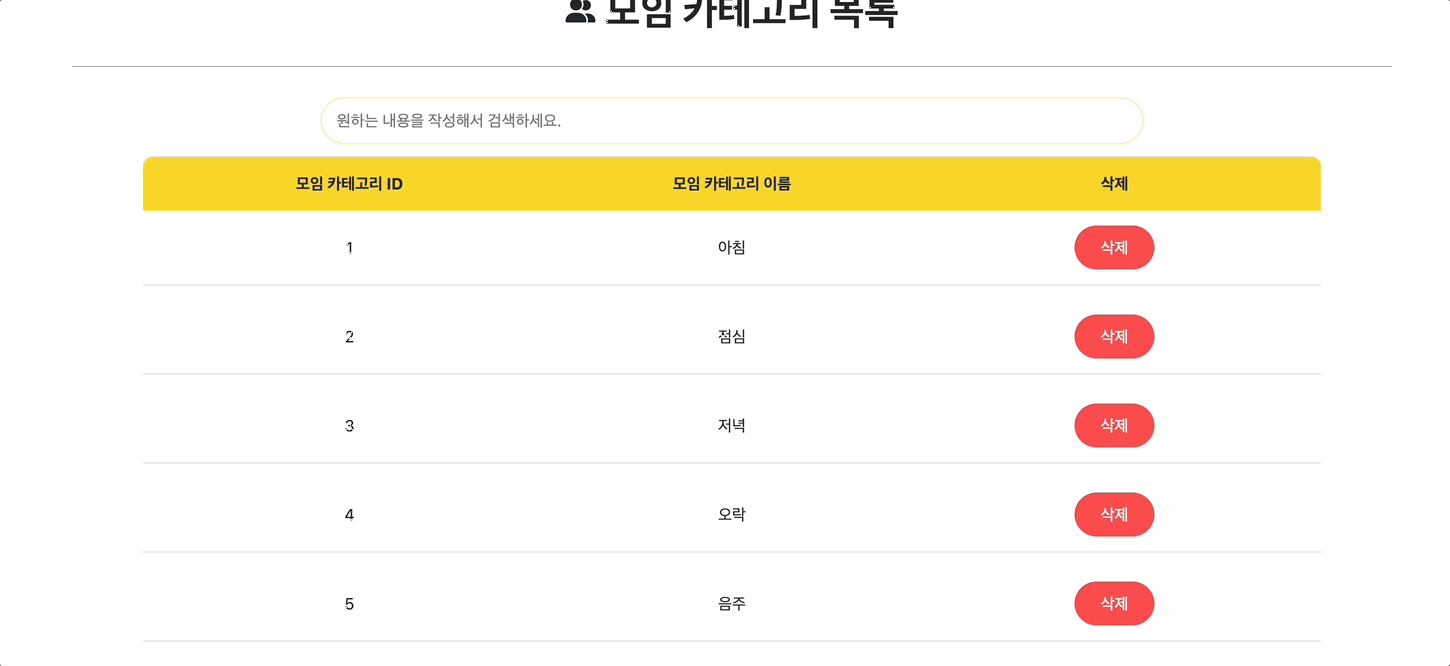 모임 카테고리 목록
원하는 내용을 작성해서 검색하세요.
모임 카테고리 ID 모임 카테고리 이름 삭제
1 아침 삭제
2 점심 삭제
3 저녁 삭제
4 오락 삭제
5 음주 삭제